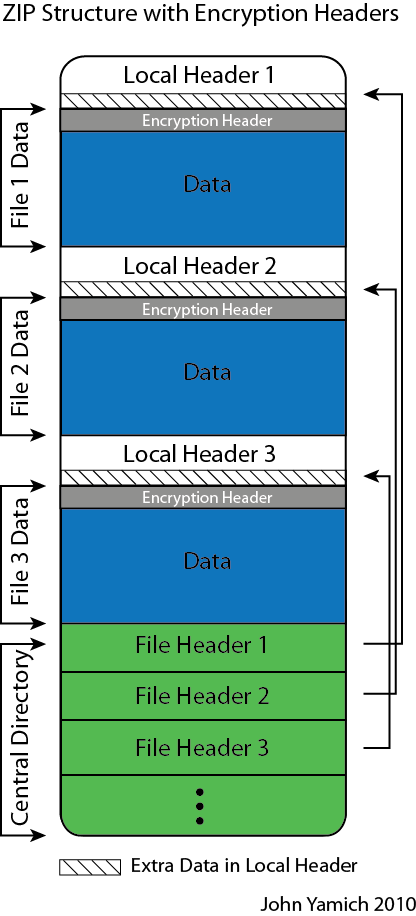 ZIP Structure with Encryption Headers
Local Header 1
Encryption Header
Data
File 1 Data
Local Header 2
Encryption Header
Data
File 2 Data
Local Header 3
Encryption Header
Data
File 3 Data
File Header 1
File Header 2
File Header 3
Central Directory
Extra Data in Local Header
John Yamich 2010